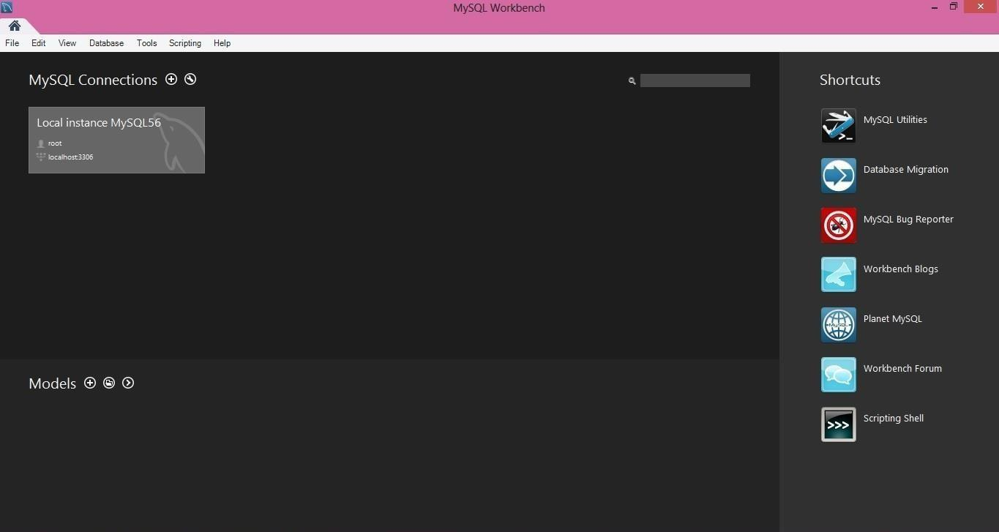 MySQL Workbench
File Edit View Database Tools Scripting Help
MySQL Connections
Local instance MySQL56
root
localhost:3306
Models
Shortcuts
MySQL Utilities
Database Migration
MySQL Bug Reporter
Workbench Blogs
MySQL
Planet MySQL
Workbench Forum
>>>
Scripting Shell